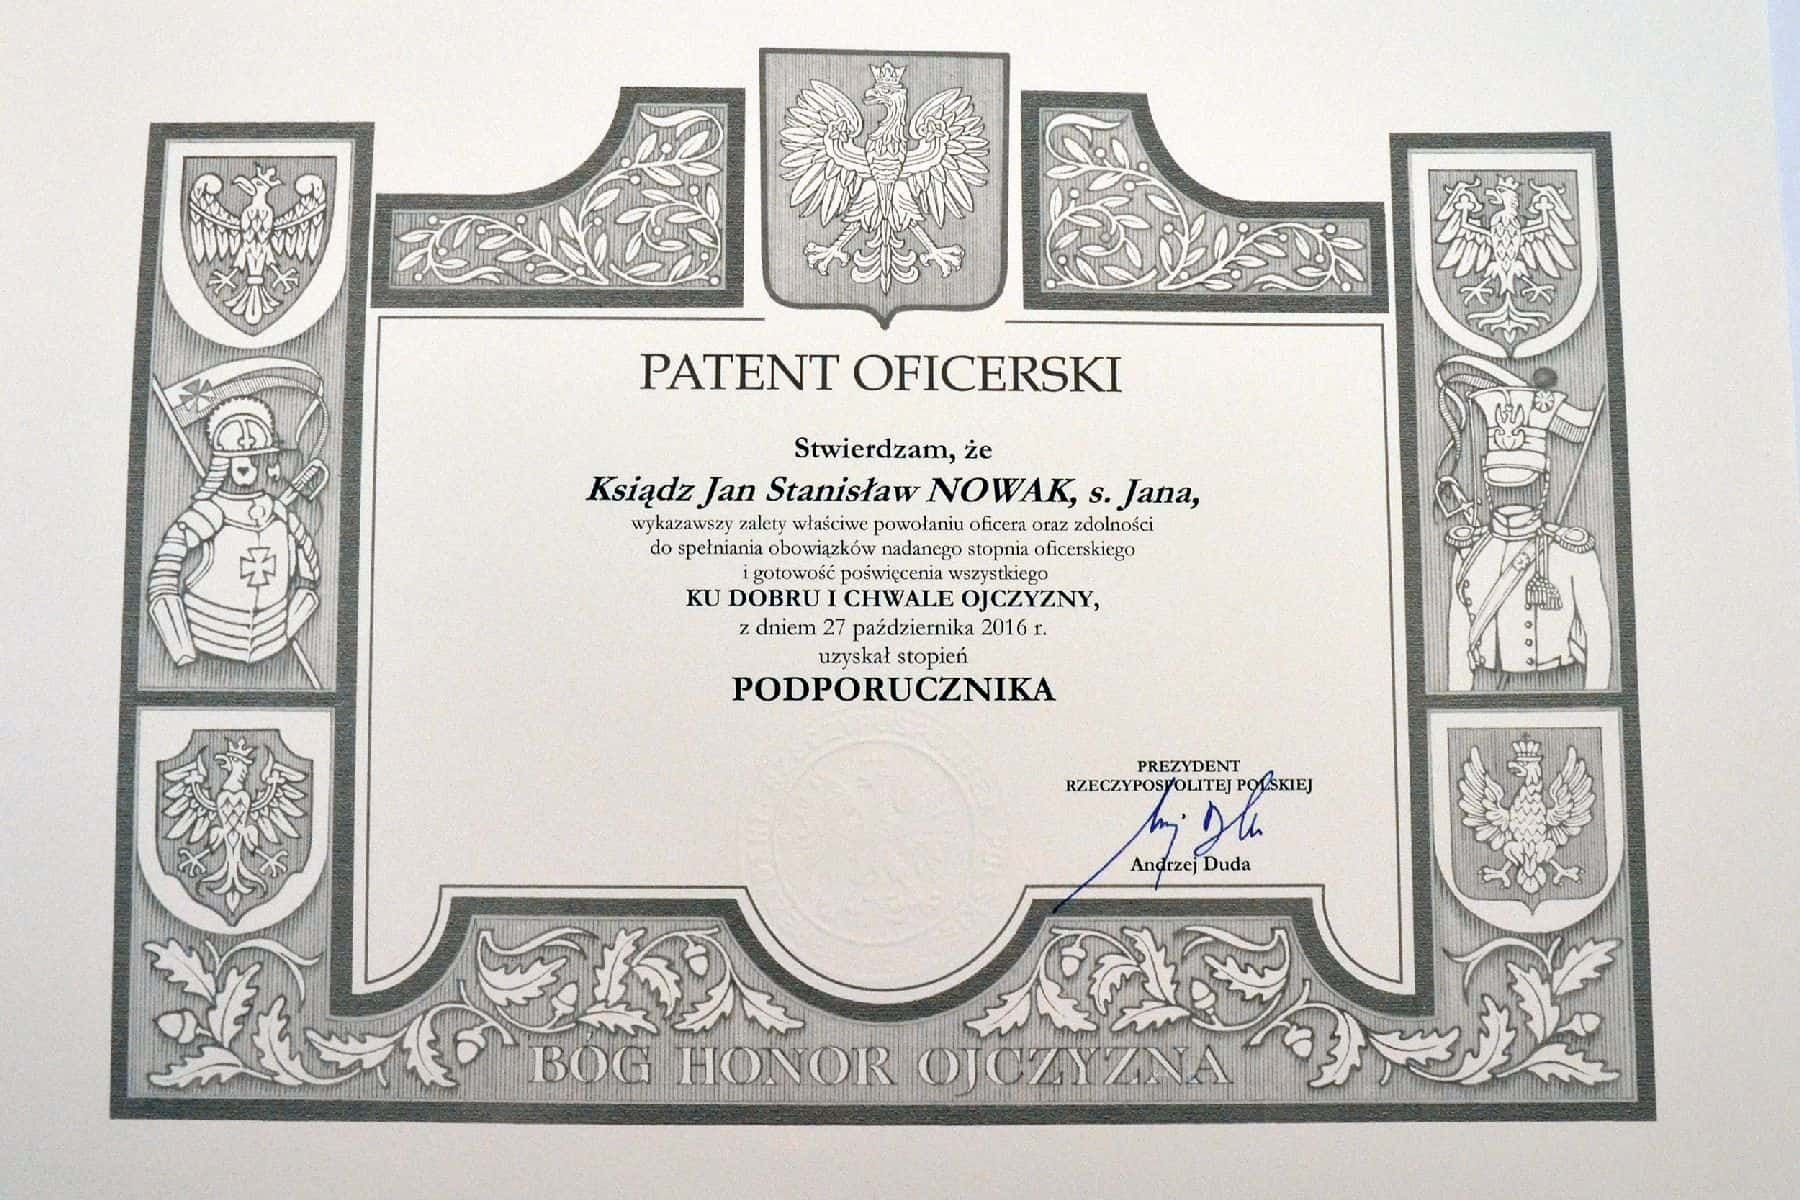 PATENT OFICERSKI
Stwierdzam, że
Ksiądz Jan Stanisław NOWAK, s. Jana,
wykazawszy zalety właściwe powołaniu oficera oraz zdolności
do spełniania obowiązków nadanego stopnia oficerskiego
i gotowość poświęcenia wszystkiego
KU DOBRU I CHWALE OJCZYZNY,
z dniem 27 października 2016 r.
uzyskał stopień
PODPORUCZNIKA
PREZYDENT
RZECZYPOSPOLITEJ POLSKIEJ
Andrzej Duda
BÓG HONOR OJCZYZNA